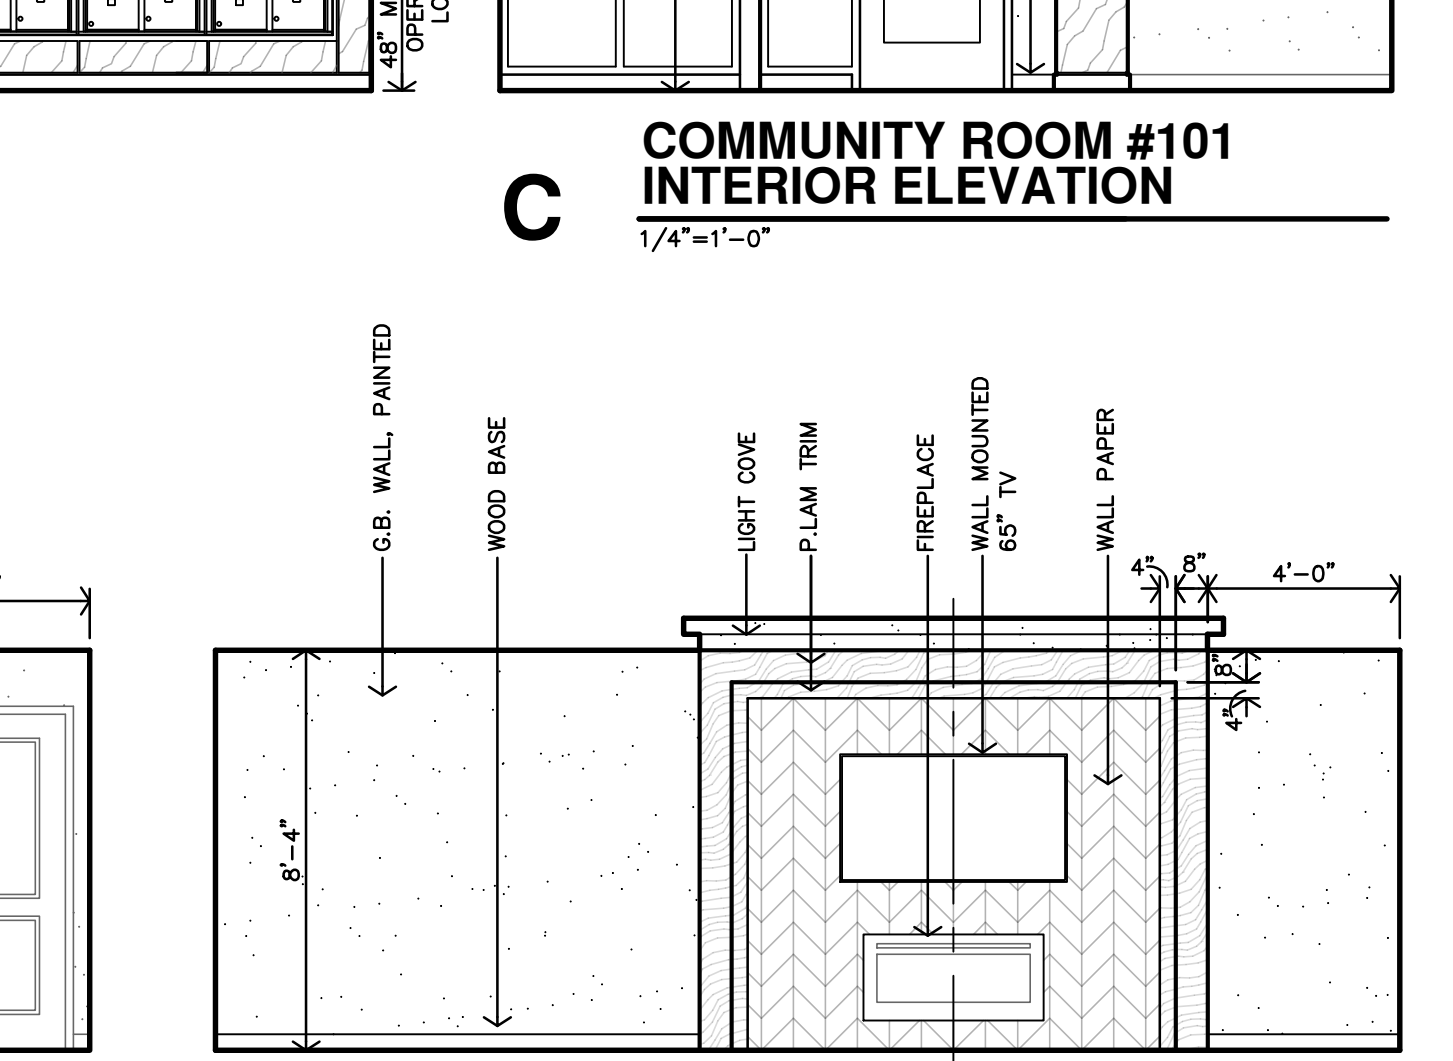 48" M
OPER
LO
COMMUNITY ROOM #101
INTERIOR ELEVATION
C
1/4"=1'-0"
G.B. WALL, PAINTED
WOOD BASE
LIGHT COVE
P.LAM TRIM
FIREPLACE
WALL MOUNTED
65" TV
WALL PAPER
4"
8"
4'-0"
8"
4"
8'-4"